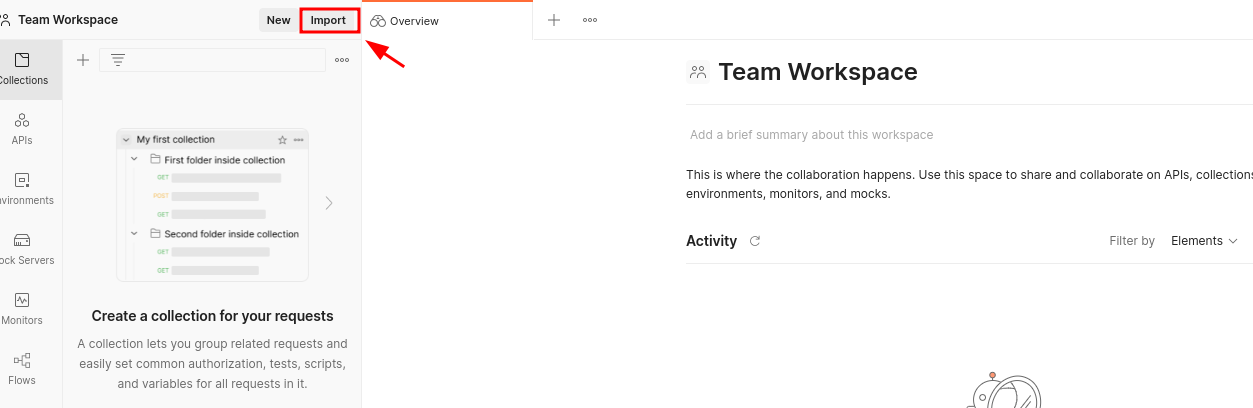 Team Workspace
New
Import
Overview
Collections
APIs
nvironments
ock Servers
Monitors
Flows
My first collection
First folder inside collection
GET
POST
GET
Second folder inside collection
GET
GET
Create a collection for your requests
A collection lets you group related requests and
easily set common authorization, tests, scripts,
and variables for all requests in it.
Team Workspace
Add a brief summary about this workspace
This is where the collaboration happens. Use this space to share and collaborate on APIs, collections
environments, monitors, and mocks.
Activity
Filter by
Elements